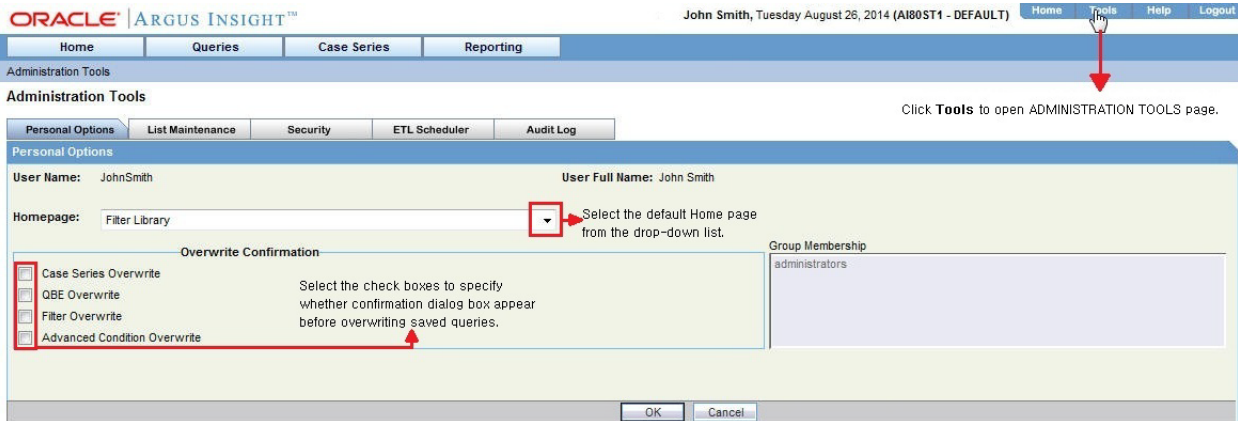 ORACLE | ARGUS INSIGHT™
John Smith, Tuesday August 26, 2014 (AI80ST1 - DEFAULT)
Home Tools Help Logout
Home Queries Case Series Reporting
Administration Tools
Administration Tools
Click Tools to open ADMINISTRATION TOOLS page.
Personal Options List Maintenance Security ETL Scheduler Audit Log
Personal Options
User Name: JohnSmith User Full Name: John Smith
Homepage: Filter Library
Select the default Home page
from the drop-down list.
Overwrite Confirmation
Case Series Overwrite
QBE Overwrite
Filter Overwrite
Advanced Condition Overwrite
Select the check boxes to specify
whether confirmation dialog box appear
before overwriting saved queries.
Group Membership
administrators
OK Cancel